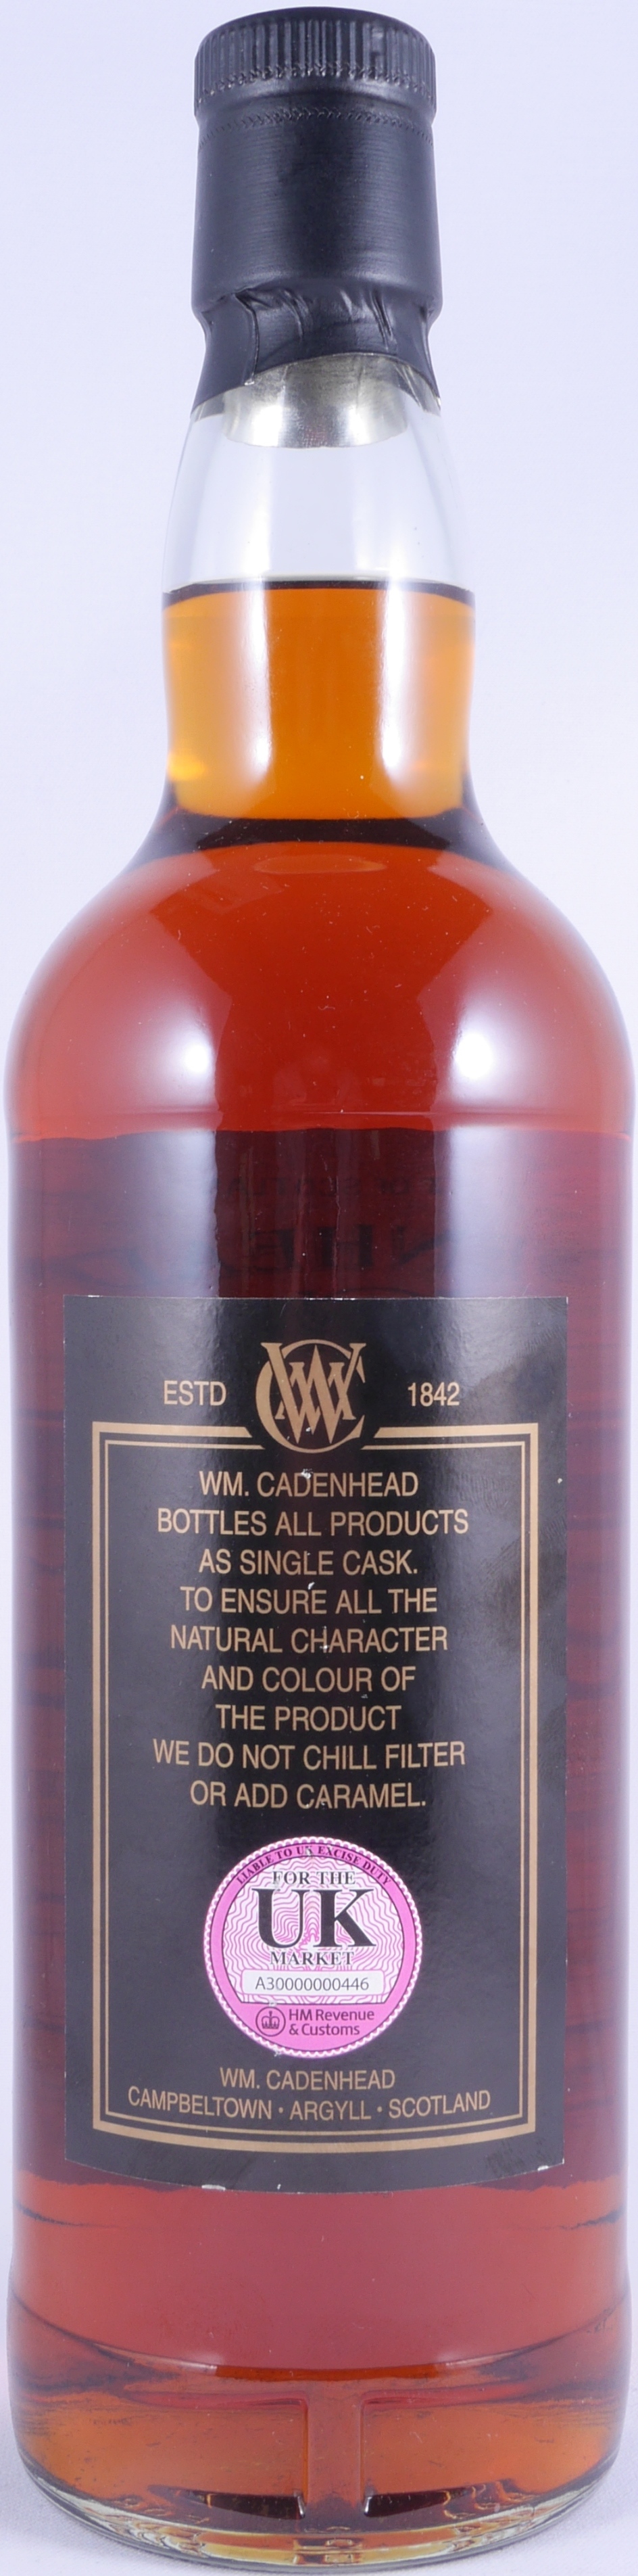 ESTD 1842
WM. CADENHEAD
BOTTLES ALL PRODUCTS
AS SINGLE CASK.
TO ENSURE ALL THE
NATURAL CHARACTER
AND COLOUR OF
THE PRODUCT
WE DO NOT CHILL FILTER
OR ADD CARAMEL.
LIABLE TO UK EXCISE DUTY
FOR THE
UK
MARKET
A30000000446
HM Revenue
& Customs
WM. CADENHEAD
CAMPBELTOWN · ARGYLL · SCOTLAND